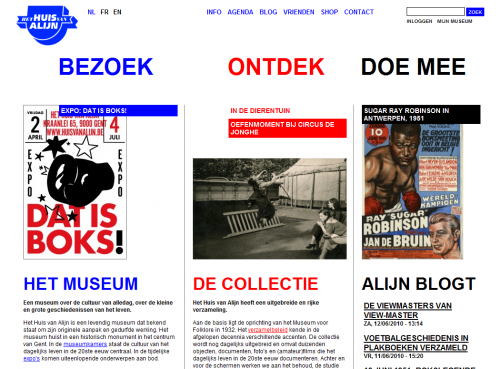 HET HUIS VAN ALIJN
NL FR EN
INFO AGENDA BLOG VRIENDEN SHOP CONTACT
ZOEK
INLOGGEN MIJN MUSEUM
BEZOEK
ONTDEK
DOE MEE
EXPO: DAT IS BOKS!
VRIJDAG
2
APRIL
HET HUIS VAN ALIJN
KRAANLEI 65, 9000 GENT
WWW.HUISVANALIJN.BE
4
JULI
EXPO
EXPO
DAT IS
BOKS!
IN DE DIERENTUIN
OEFENMOMENT BIJ CIRCUS DE
JONGHE
SUGAR RAY ROBINSON IN
ANTWERPEN, 1951
10
DE GROOTSTE
BOKSMEETING
OOIT IN BELGIE
INGERICHT!
WERELD
KAMPIOEN
RAY SUGAR
ROBINSON
JAN DE BRUIN
HET MUSEUM
Een museum over de cultuur van alledag, over de kleine
en grote geschiedenissen van het leven.
Het Huis van Alijn is een levendig museum dat bekend
staat om zijn originele aanpak en gedurfde werking. Het
museum huist in een historisch monument in het centrum
van Gent. In de museumkamers staat de cultuur van het
dagelijks leven in de 20ste eeuw centraal. In de tijdelijke
expo's komen uiteenlopende onderwerpen aan bod.
DE COLLECTIE
Het Huis van Alijn heeft een uitgebreide en rijke
verzameling.
Aan de basis ligt de oprichting van het Museum voor
Folklore in 1932. Het verzamelbeleid kende in de
afgelopen decennia verschillende accenten. De collectie
wordt nog dagelijks uitgebreid en omvat duizenden
objecten, documenten, foto's en (amateur)films die het
dagelijks leven in de 20ste eeuw documenteren. Achter en
voor de schermen werken we aan het behoud, de studie
ALIJN BLOGT
DE VIEWMASTERS VAN
VIEW-MASTER
ZA, 12/06/2010 - 13:14
VOETBALGESCHIEDENIS IN
PLAKBOEKEN VERZAMELD
VR, 11/06/2010 - 15:20